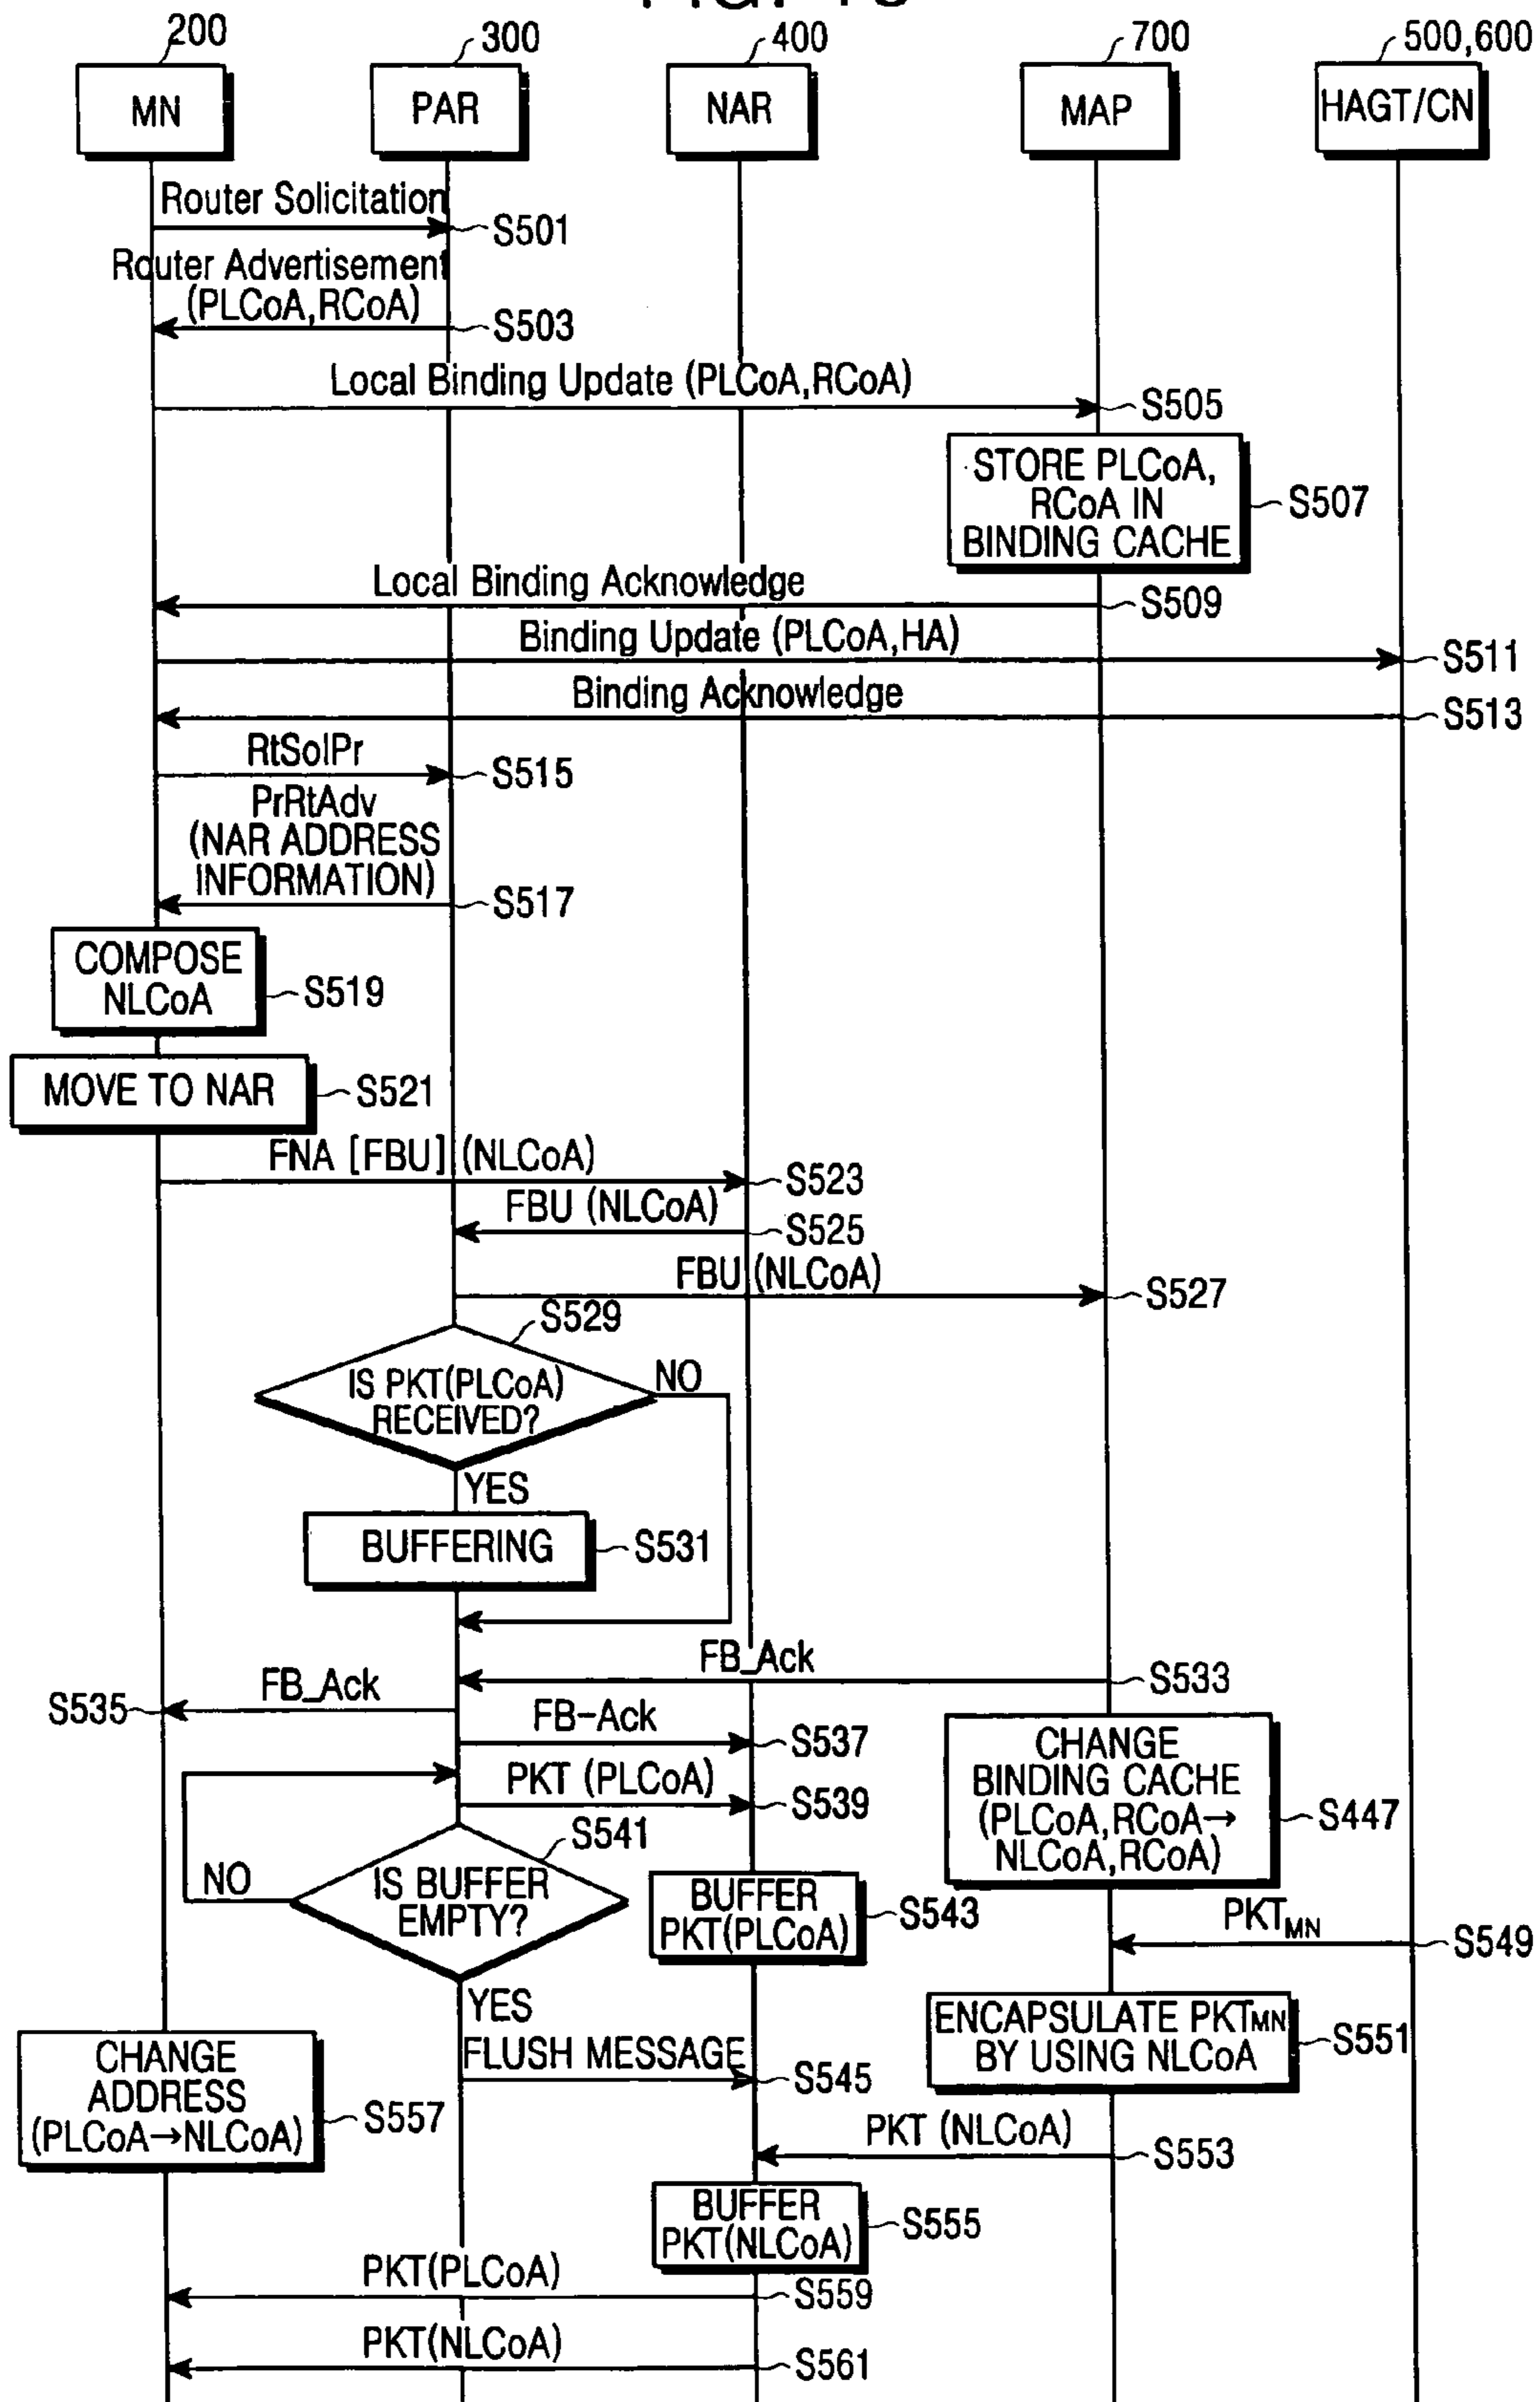 200
300
400
700
500,600
MN
PAR
NAR
MAP
HAGT/CN
Router Solicitation
S501
Router Advertisement
(PLCoA,RCoA)
S503
Local Binding Update (PLCoA,RCoA)
S505
STORE PLCoA,
RCoA IN
BINDING CACHE
S507
Local Binding Acknowledge
S509
Binding Update (PLCoA,HA)
S511
Binding Acknowledge
S513
RtSolPr
S515
PrRtAdv
(NAR ADDRESS
INFORMATION)
S517
COMPOSE
NLCoA
S519
MOVE TO NAR
S521
FNA [FBU] (NLCoA)
S523
FBU (NLCoA)
S525
FBU (NLCoA)
S527
S529
IS PKT(PLCoA)
RECEIVED?
NO
YES
BUFFERING
S531
FB_Ack
S533
FB_Ack
S535
FB-Ack
S537
CHANGE
BINDING CACHE
(PLCoA,RCoA→
NLCoA,RCoA)
S447
PKT (PLCoA)
S539
S541
IS BUFFER
EMPTY?
NO
BUFFER
PKT(PLCoA)
S543
PKTMN
S549
YES
ENCAPSULATE PKTMN
BY USING NLCoA
S551
FLUSH MESSAGE
S545
CHANGE
ADDRESS
(PLCoA→NLCoA)
S557
PKT (NLCoA)
S553
BUFFER
PKT(NLCoA)
S555
PKT(PLCoA)
S559
PKT(NLCoA)
S561